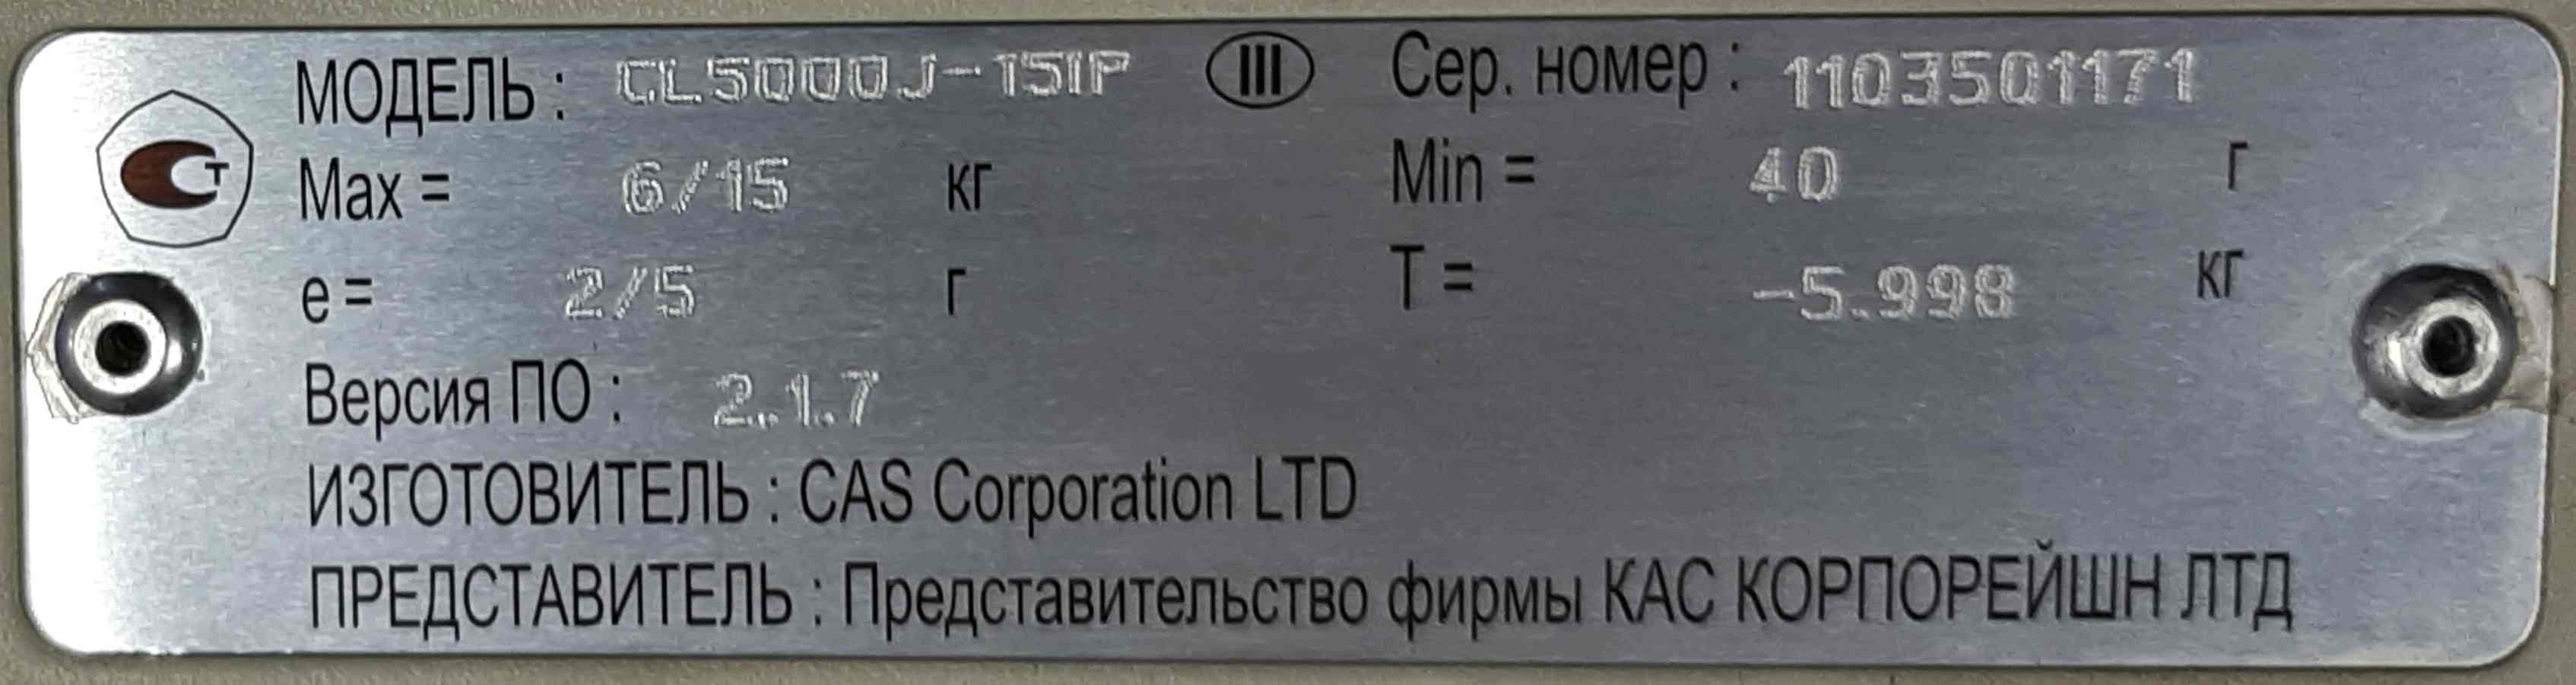 МОДЕЛЬ : CL5000J-15IP III Сер. номер : 1103501171
СТ
Max = 6/15 кг Min = 40 г
e = 2/5 г T = -5.998 кг
Версия ПО : 2.1.7
ИЗГОТОВИТЕЛЬ : CAS Corporation LTD
ПРЕДСТАВИТЕЛЬ : Представительство фирмы КАС КОРПОРЕЙШН ЛТД